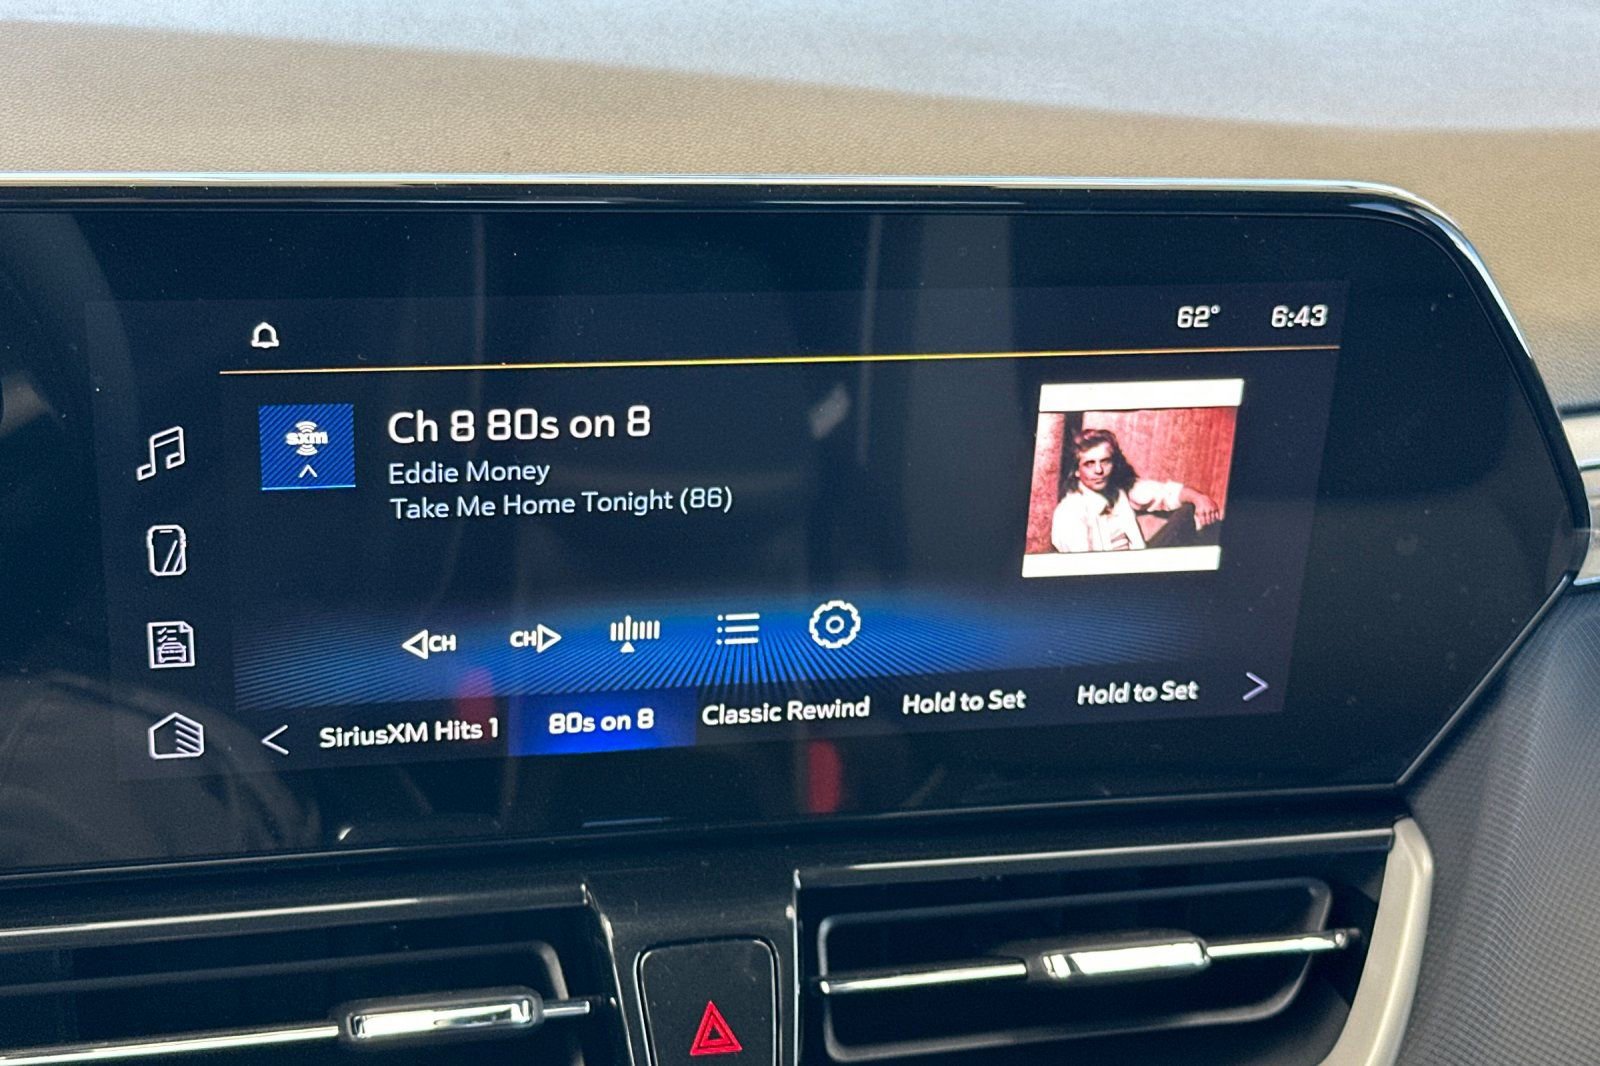 62° 6:43
sxm
Ch 8 80s on 8
Eddie Money
Take Me Home Tonight (86)
CH CH
SiriusXM Hits 1 80s on 8 Classic Rewind Hold to Set Hold to Set